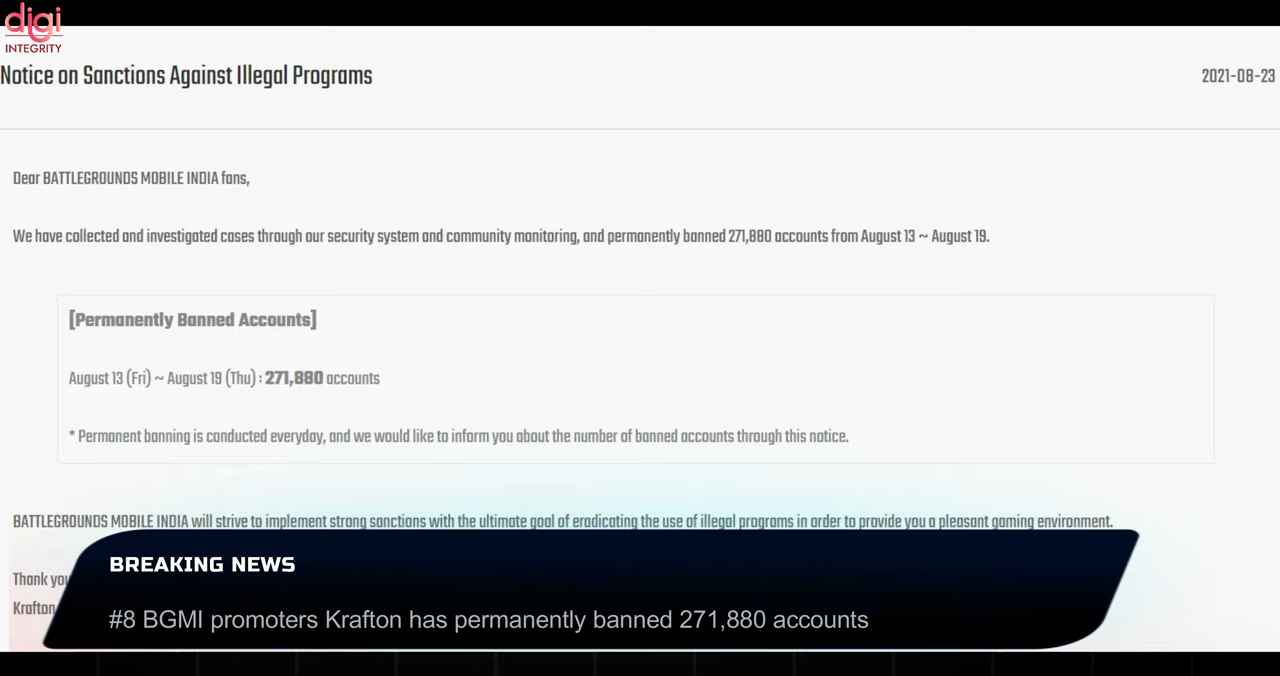 digi
INTEGRITY
Notice on Sanctions Against Illegal Programs
2021-08-23
Dear BATTLEGROUNDS MOBILE INDIA fans,
We have collected and investigated cases through our security system and community monitoring, and permanently banned 271,880 accounts from August 13 ~ August 19.
[Permanently Banned Accounts]
August 13 (Fri) ~ August 19 (Thu) : 271,880 accounts
* Permanent banning is conducted everyday, and we would like to inform you about the number of banned accounts through this notice.
BATTLEGROUNDS MOBILE INDIA will strive to implement strong sanctions with the ultimate goal of eradicating the use of illegal programs in order to provide you a pleasant gaming environment.
Thank you
Krafton
BREAKING NEWS
#8 BGMI promoters Krafton has permanently banned 271,880 accounts